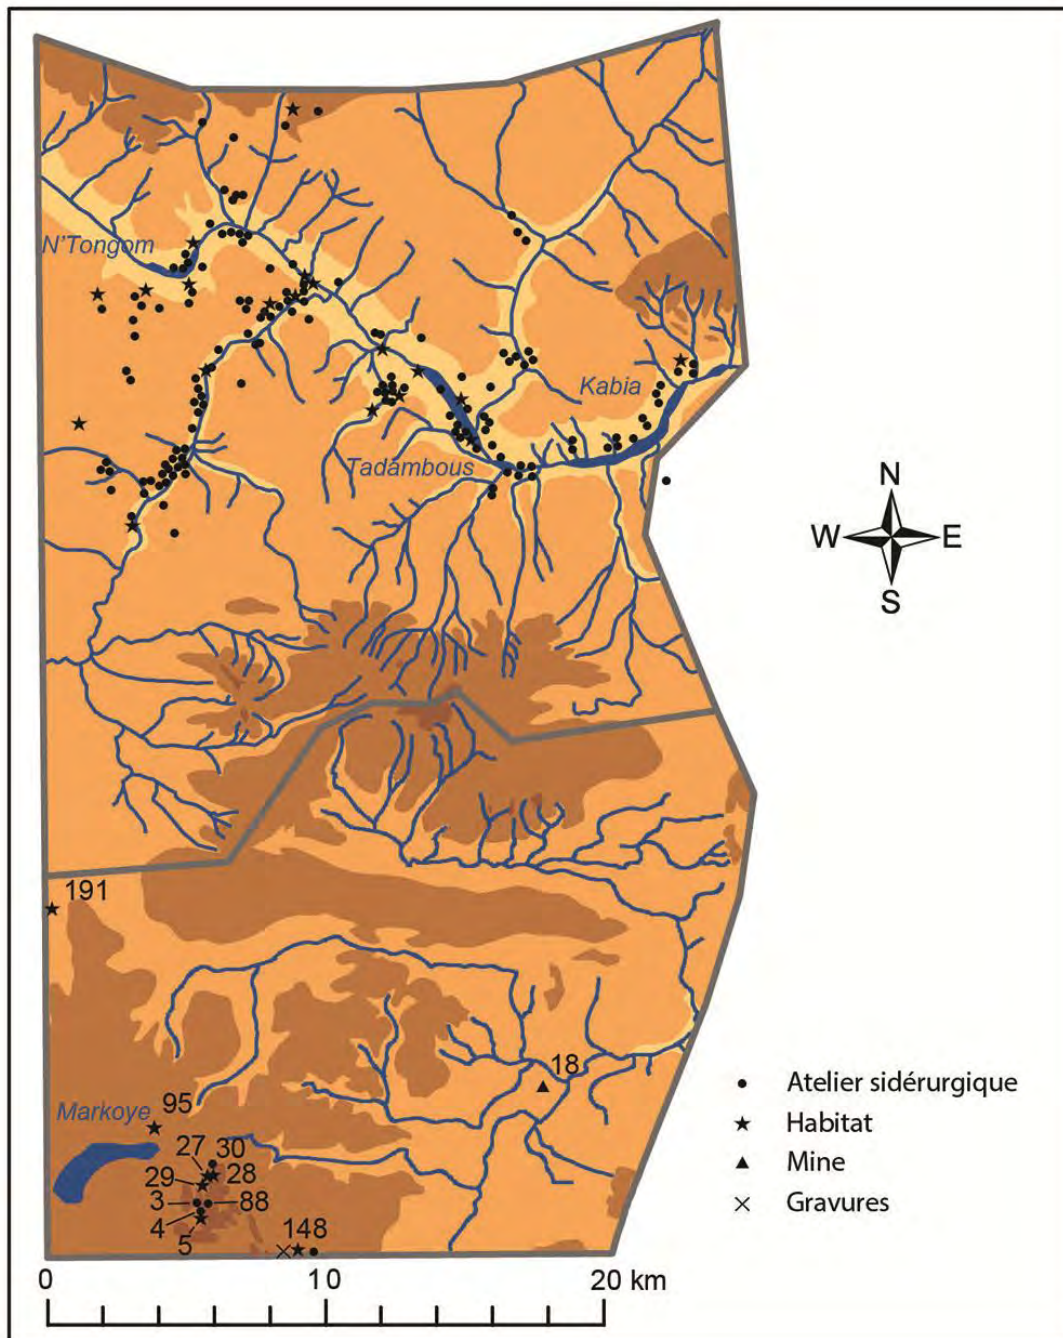 N'Tongom
Kabia
Tadambous
N
W E
S
191
18
Markoye
95
27 30
29 28
3 88
4
5 148
0 10 20 km
Atelier sidérurgique
Habitat
Mine
Gravures